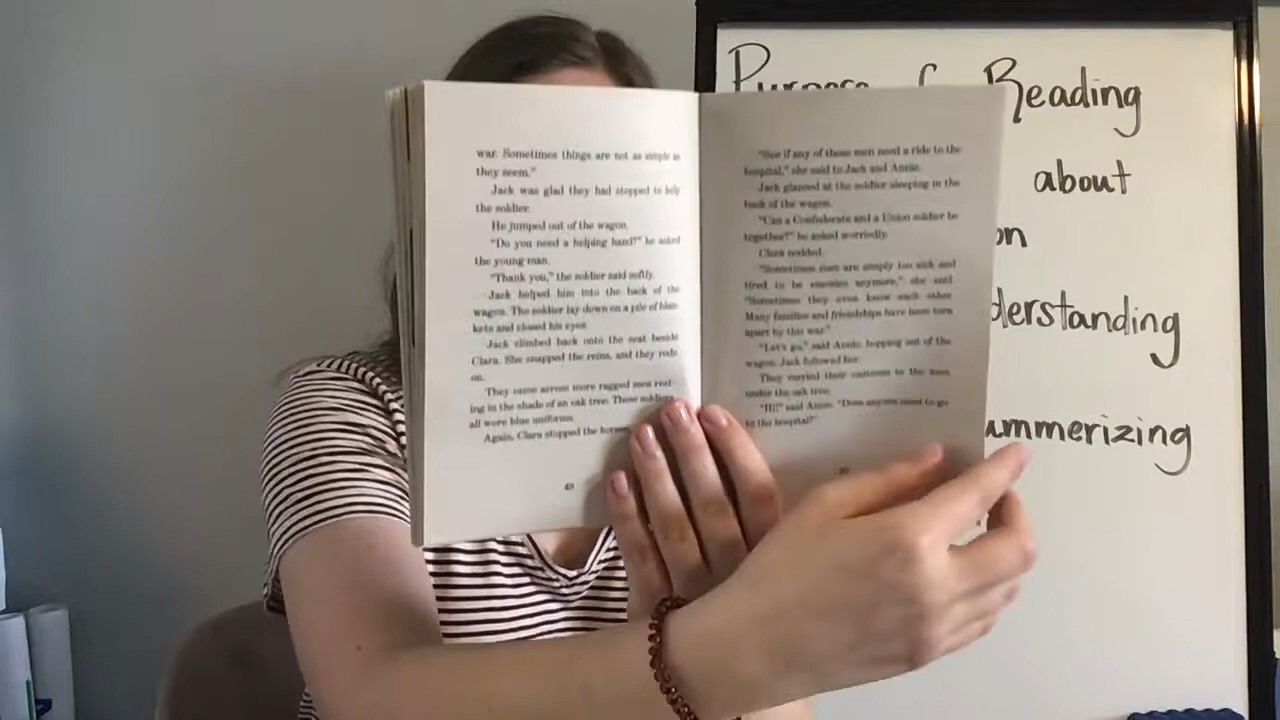 war. Sometimes things are not as simple as
they seem."
Jack was glad they had stopped to help
the soldier.
He jumped out of the wagon.
"Do you need a helping hand?" he asked
the young man.
"Thank you," the soldier said softly.
Jack helped him into the back of the
wagon. The soldier lay down on a pile of blan-
kets and closed his eyes.
Jack climbed back onto the seat beside
Clara. She snapped the reins, and they rode
on.
They came across more ragged men rest-
ing in the shade of an oak tree. These soldiers
all wore blue uniforms.
Again, Clara stopped the horse
"See if any of those men need a ride to the
hospital," she said to Jack and Annie.
Jack glanced at the soldier sleeping in the
back of the wagon.
"Can a Confederate and a Union soldier be
together?" he asked worriedly.
Clara nodded.
"Sometimes men are simply too sick and
tired to be enemies anymore," she said.
"Sometimes they even know each other.
Many families and friendships have been torn
apart by this war."
"Let's go," said Annie, hopping out of the
wagon. Jack followed her.
They carried their canteens to the men
under the oak tree.
"Hi!" said Annie. "Does anyone need to go
to the hospital?"
Purpose f Reading
about
on
derstanding
ummerizing